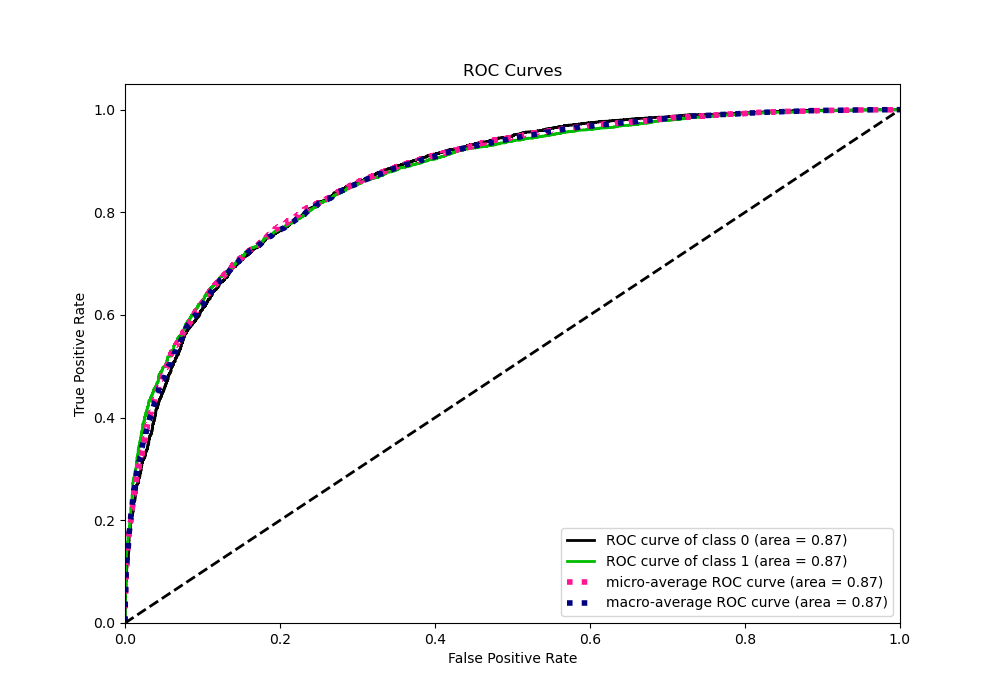 ROC Curves
True Positive Rate
1.0
0.8
0.6
0.4
0.2
0.0
ROC curve of class 0 (area = 0.87)
ROC curve of class 1 (area = 0.87)
micro-average ROC curve (area = 0.87)
macro-average ROC curve (area = 0.87)
0.0 0.2 0.4 0.6 0.8 1.0
False Positive Rate